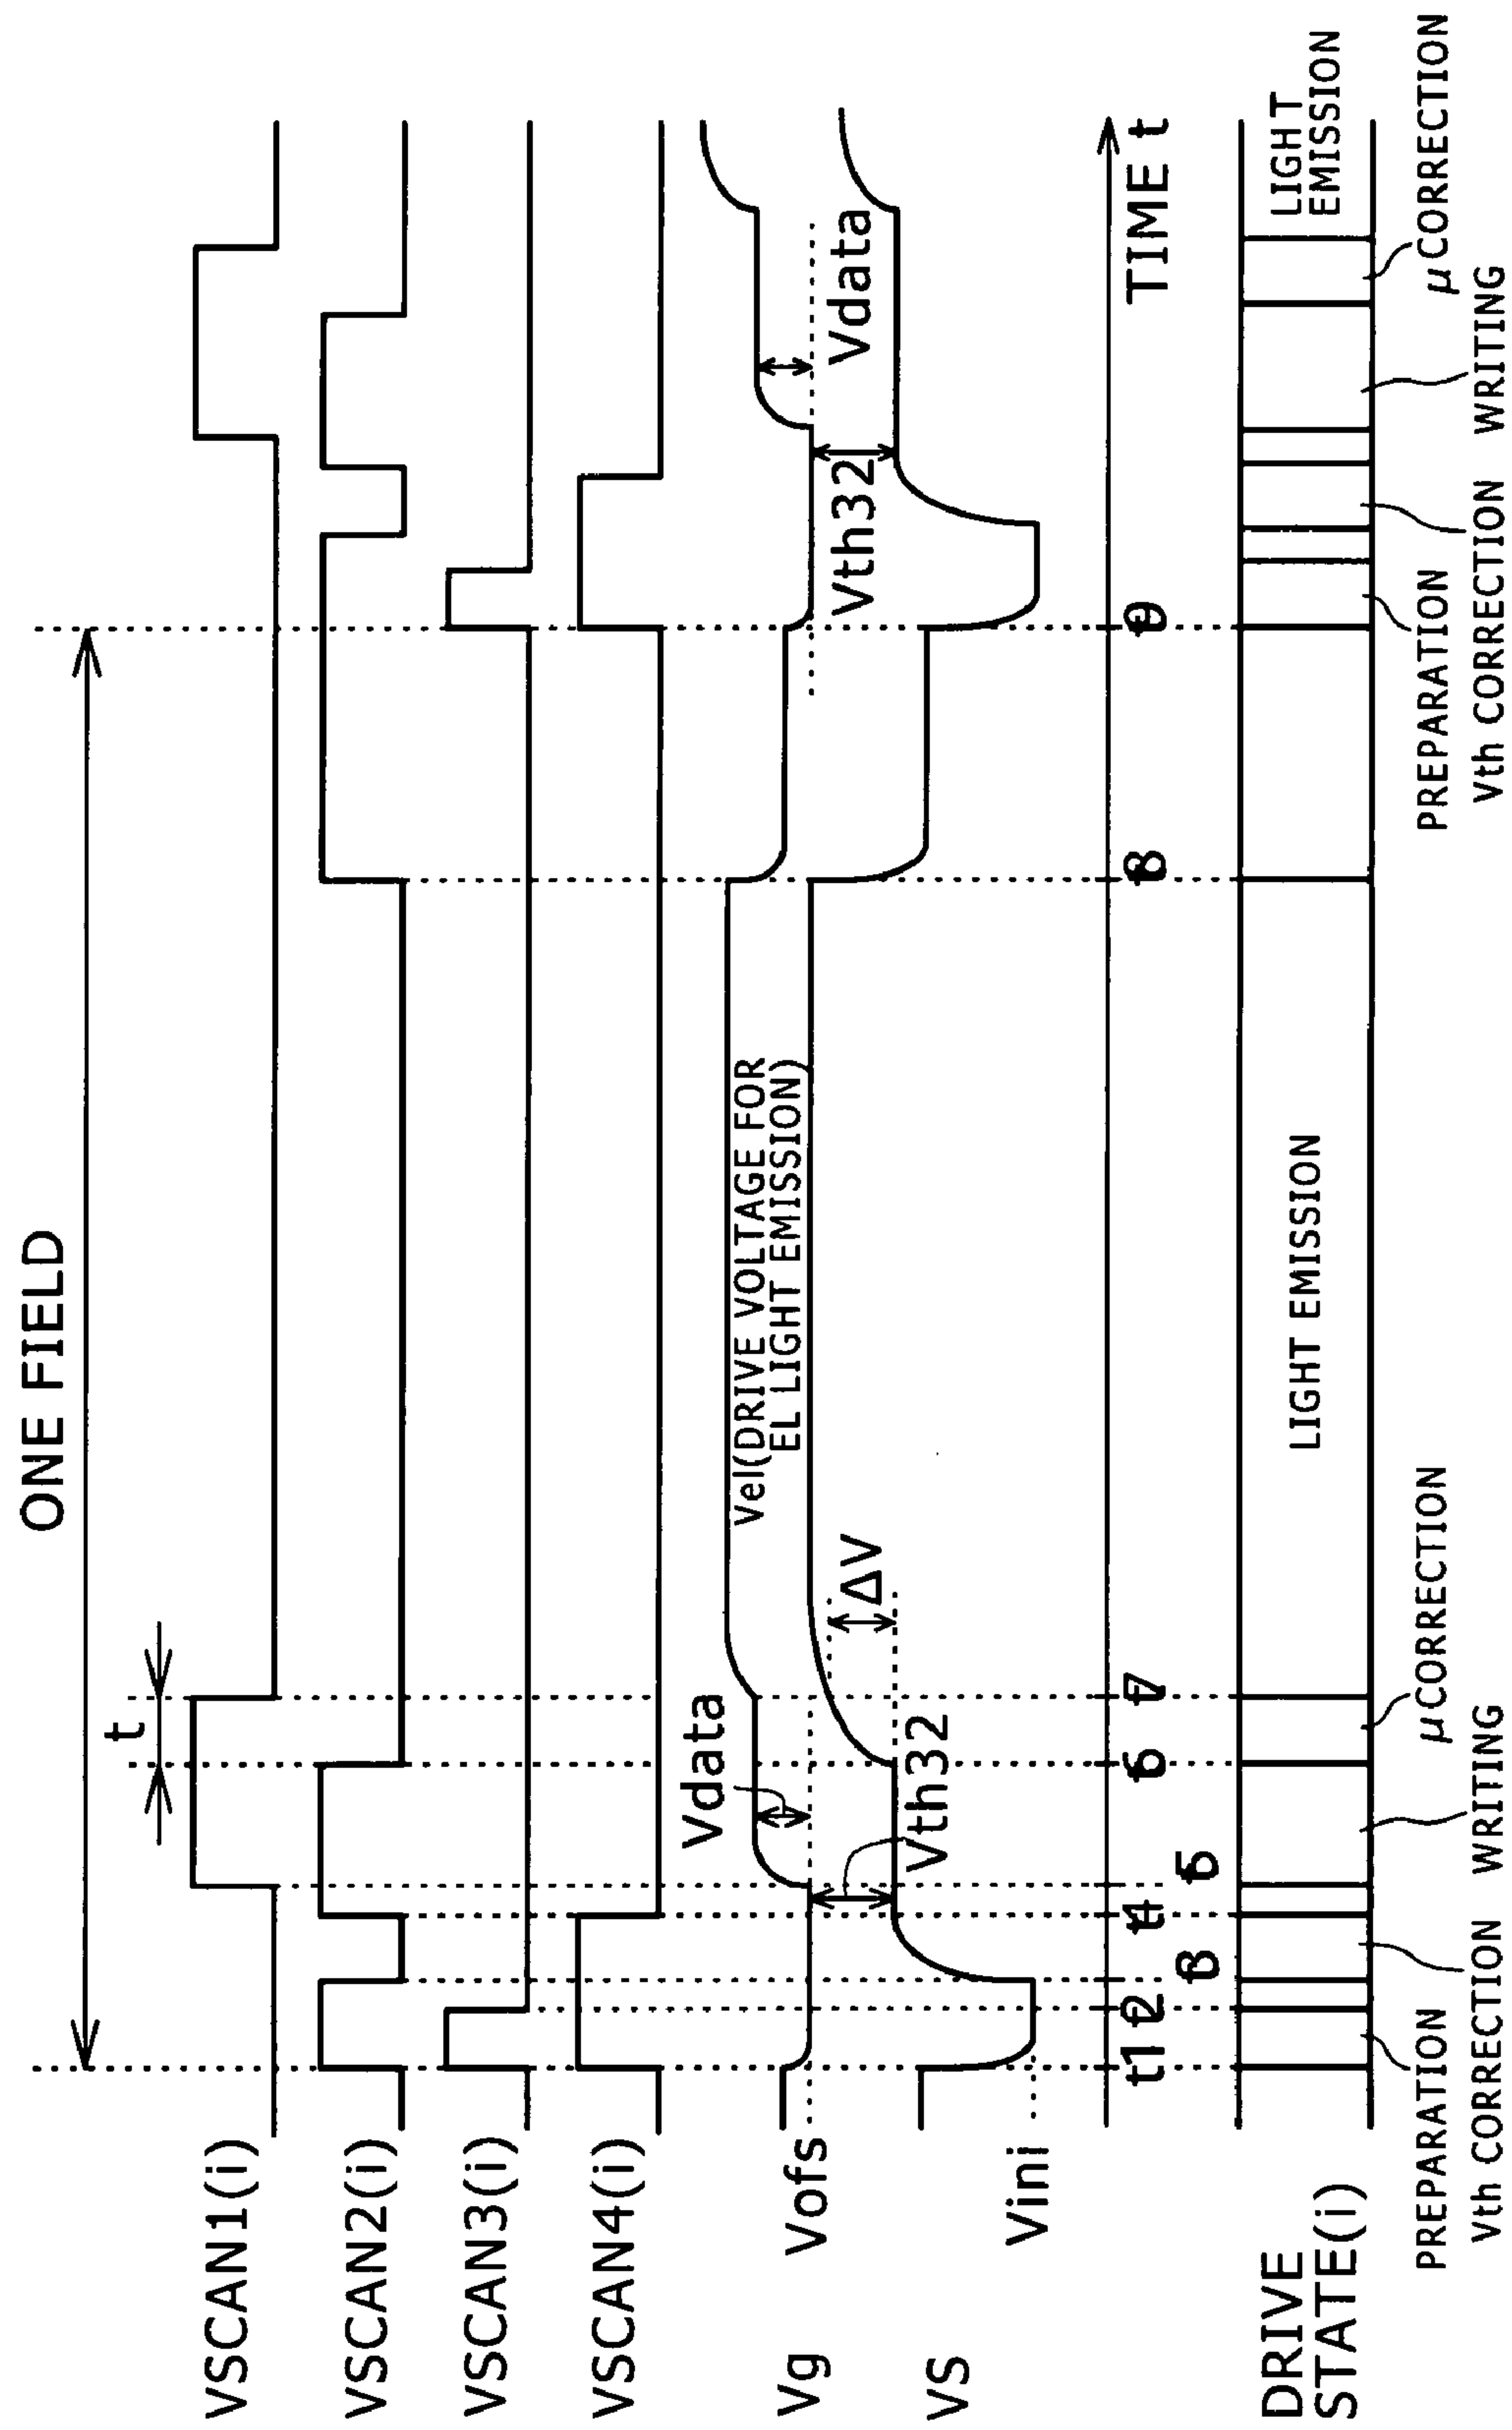 ONE FIELD
t
VSCAN1(i)
VSCAN2(i)
VSCAN3(i)
VSCAN4(i)
Vg
Vofs
Vdata
Vel(DRIVE VOLTAGE FOR
EL LIGHT EMISSION)
Vdata
Vth32
ΔV
Vth32
VS
Vini
t1
t2
t3
t4
t5
t6
t7
t8
t9
TIME t
DRIVE
STATE(i)
LIGHT EMISSION
LIGHT
EMISSION
PREPARATION
μCORRECTION
PREPARATION
μCORRECTION
Vth CORRECTION
WRITING
Vth CORRECTION
WRITING